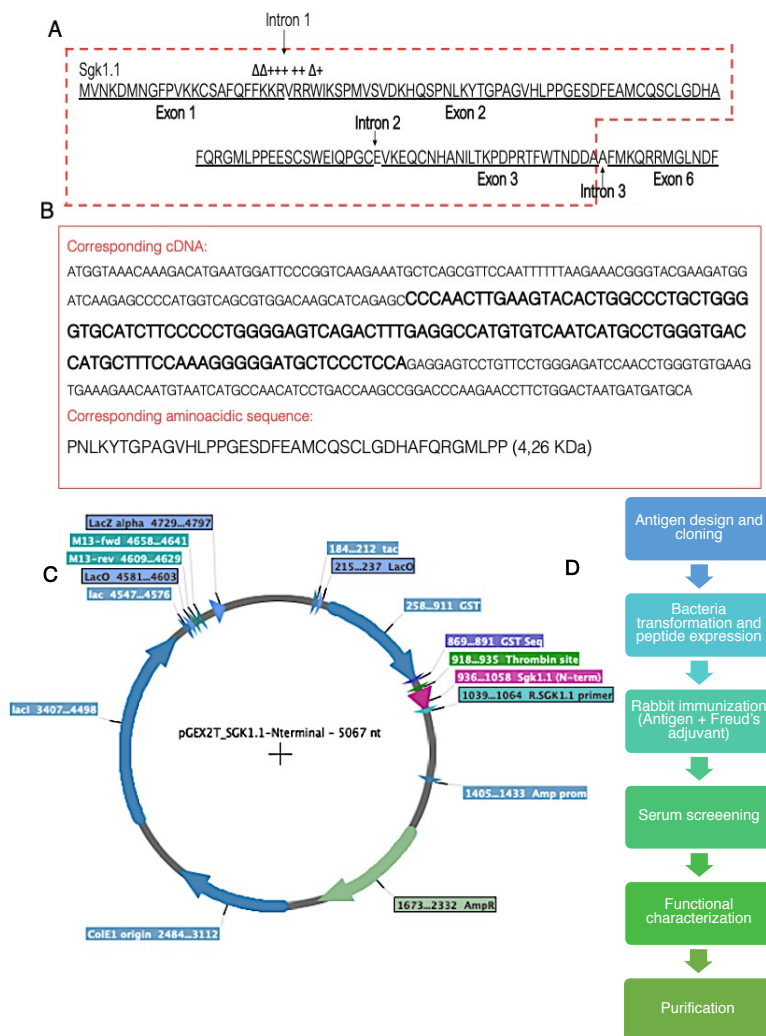 A
Intron 1
Sgk1.1
ΔΔ+++ ++ Δ+
MVNKDMNGFPVKKCSAFQFFKKRVRRWIKSPMVSVDKHQSPNLKYTGPAGVHLPPGESDFEAMCQSCLGDHA
Exon 1
Exon 2
Intron 2
FQRGMLPPEESCSWEIQPGCEVKEQCNHANILTKPDPRTFWTNDDAAFMKQRRMGLNDF
Exon 3
Intron 3
Exon 6
B
Corresponding cDNA:
ATGGTAAACAAAGACATGAATGGATTCCCGGTCAAGAAATGCTCAGCGTTCCAATTTTTTAAGAAACGGGTACGAAGATGG
ATCAAGAGCCCCATGGTCAGCGTGGACAAGCATCAGAGCCCCAACTTGAAGTACACTGGCCCTGCTGGG
GTGCATCTTCCCCCTGGGGAGTCAGACTTTGAGGCCATGTGTCAATCATGCCTGGGTGAC
CATGCTTTCCAAAGGGGGATGCTCCCTCCAGAGGAGTCCTGTTCCTGGGAGATCCAACCTGGGTGTGAAG
TGAAAGAACAATGTAATCATGCCAACATCCTGACCAAGCCGGACCCAAGAACCTTCTGGACTAATGATGATGCA
Corresponding aminoacidic sequence:
PNLKYTGPAGVHLPPGESDFEAMCQSCLGDHAFQRGMLPP (4,26 KDa)
C
LacZ alpha 4729...4797
M13-fwd 4658...4641
M13-rev 4609...4629
LacO 4581...4603
lac 4547...4576
184...212 tac
215...237 LacO
258...911 GST
869...891 GST Seq
918...935 Thrombin site
936...1058 Sgk1.1 (N-term)
1039...1064 R.SGK1.1 primer
lacI 3407...4498
pGEX2T_SGK1.1-Nterminal - 5067 nt
1405...1433 Amp prom
1673...2332 AmpR
ColE1 origin 2484...3112
D
Antigen design and
cloning
Bacteria
transformation and
peptide expression
Rabbit immunization
(Antigen + Freud's
adjuvant)
Serum screeening
Functional
characterization
Purification